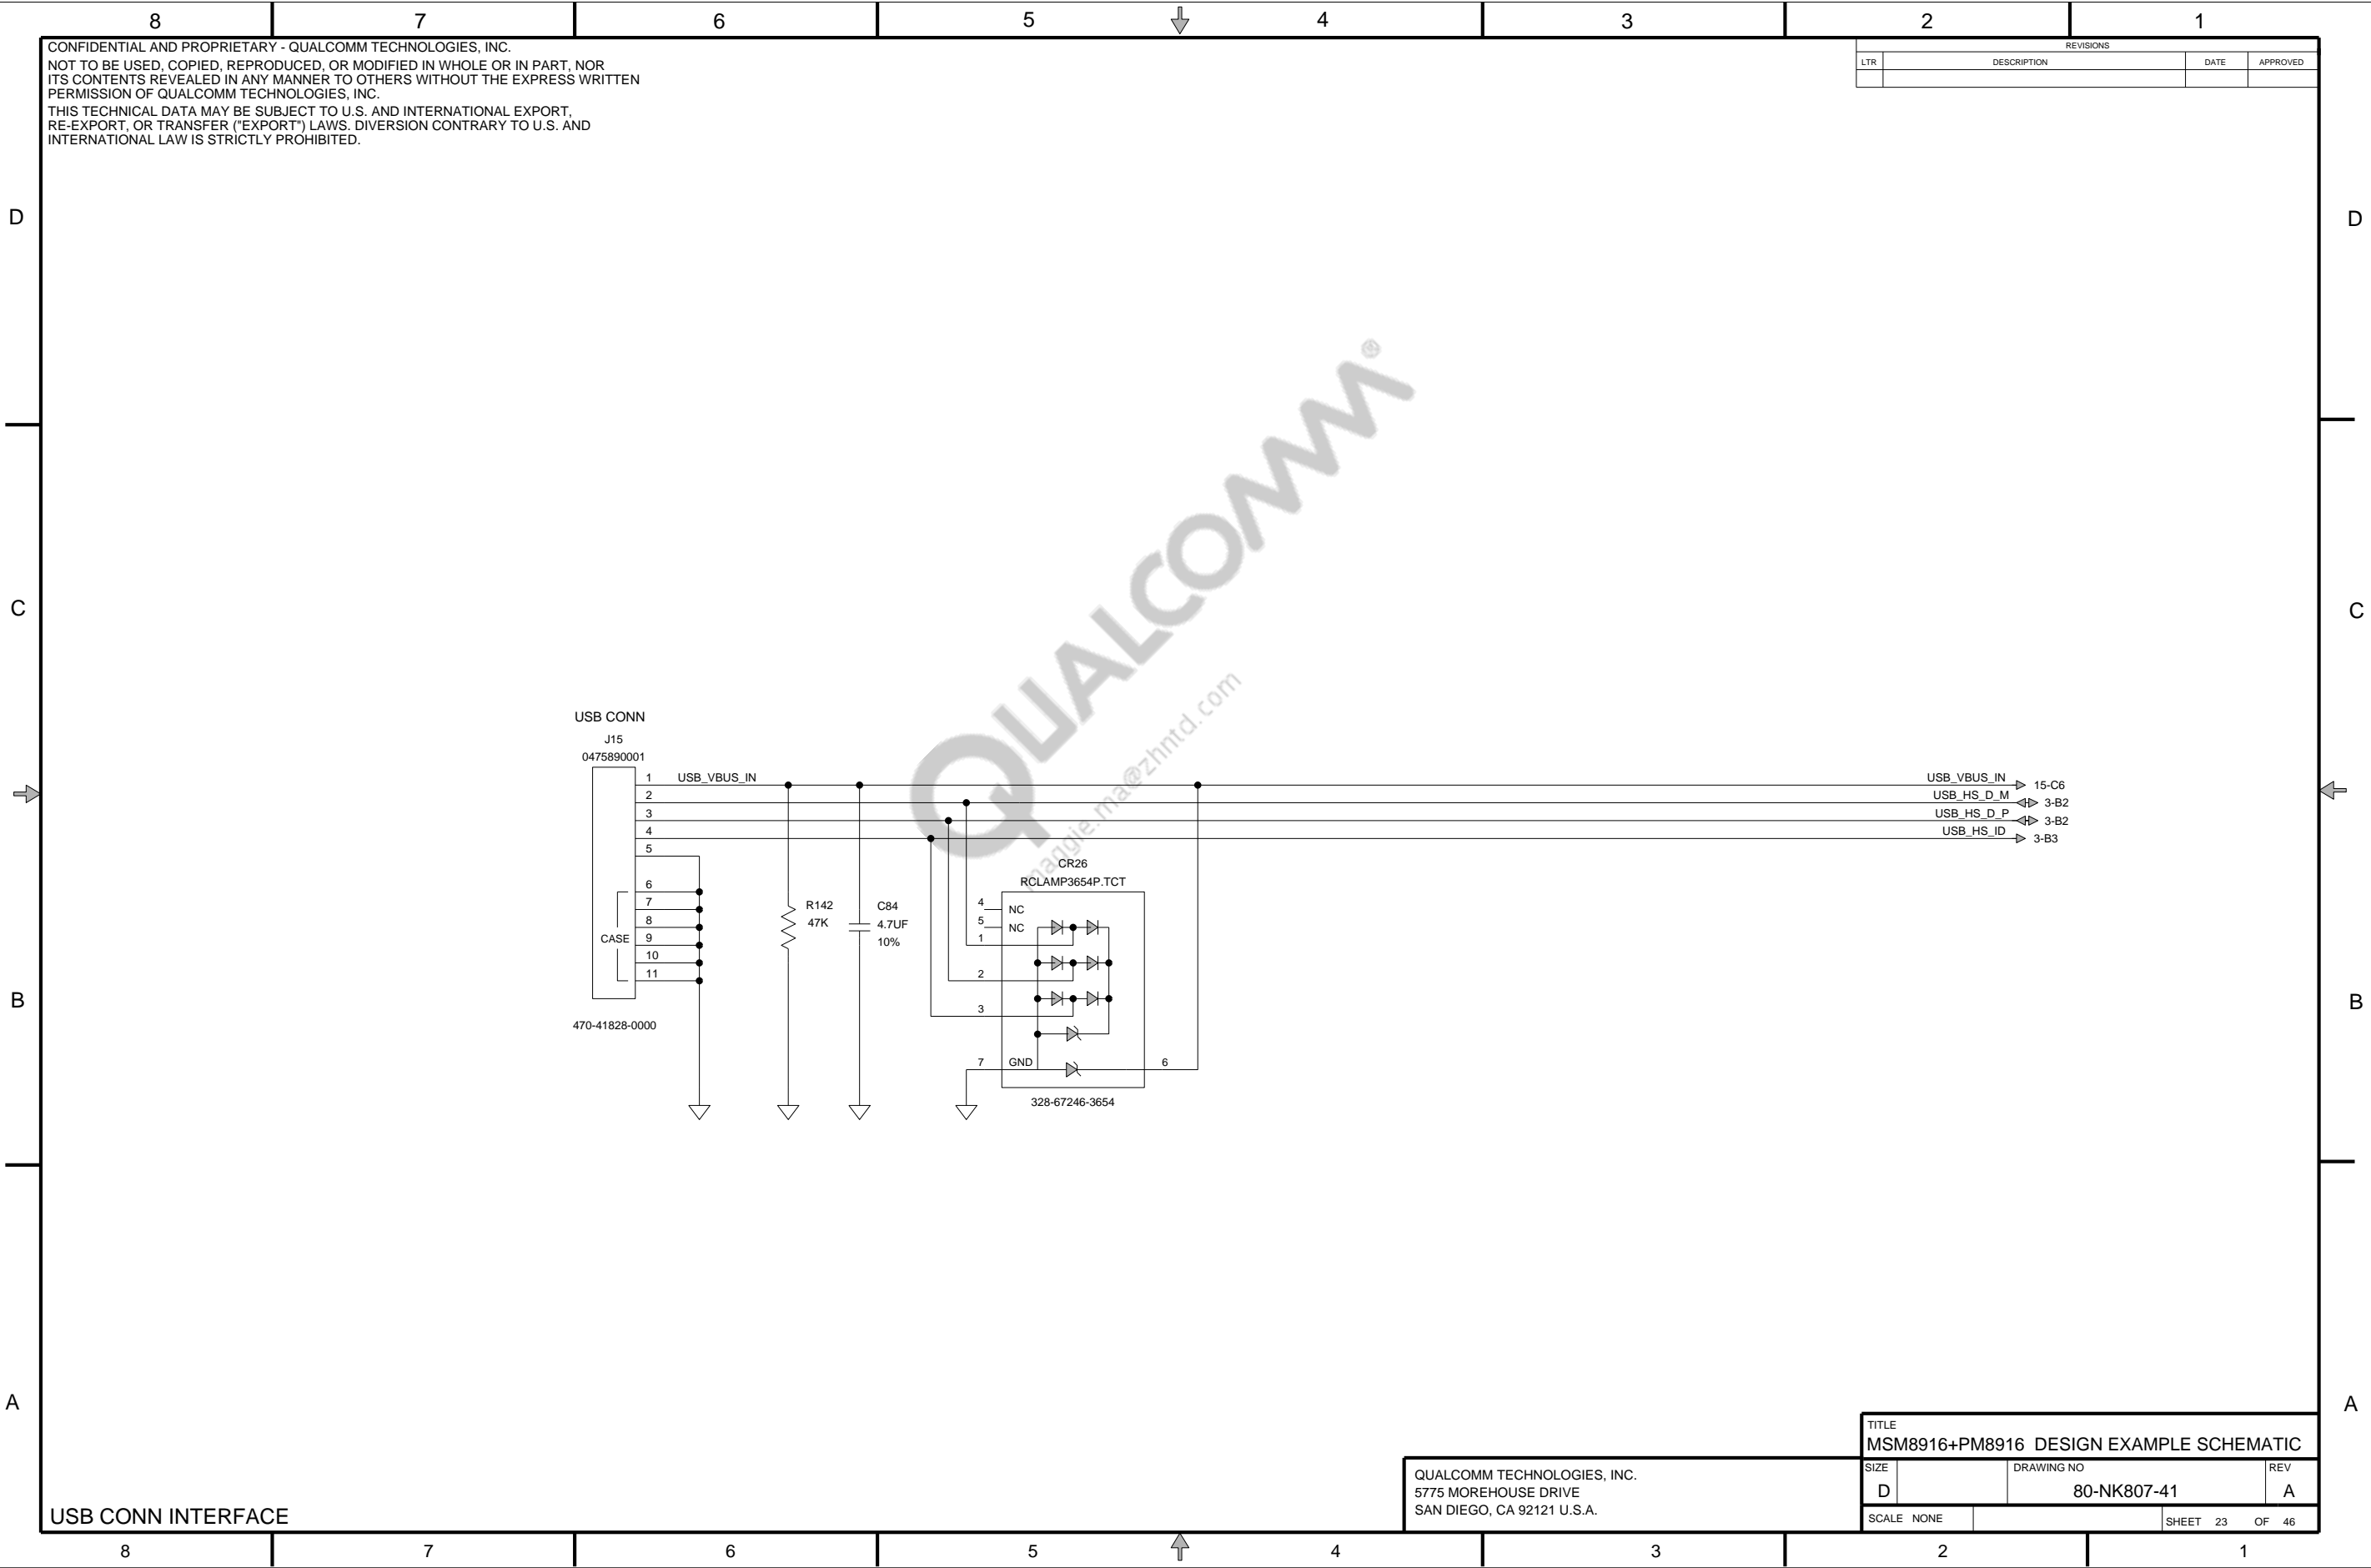 8 7 6 5 4 3 2 1
CONFIDENTIAL AND PROPRIETARY - QUALCOMM TECHNOLOGIES, INC.
NOT TO BE USED, COPIED, REPRODUCED, OR MODIFIED IN WHOLE OR IN PART, NOR
ITS CONTENTS REVEALED IN ANY MANNER TO OTHERS WITHOUT THE EXPRESS WRITTEN
PERMISSION OF QUALCOMM TECHNOLOGIES, INC.
THIS TECHNICAL DATA MAY BE SUBJECT TO U.S. AND INTERNATIONAL EXPORT,
RE-EXPORT, OR TRANSFER ("EXPORT") LAWS. DIVERSION CONTRARY TO U.S. AND
INTERNATIONAL LAW IS STRICTLY PROHIBITED.
REVISIONS
LTR DESCRIPTION DATE APPROVED
D D
C C
QUALCOMM®
maggie.ma@zhntd.com
USB CONN
J15
0475890001
1 USB_VBUS_IN
2
3
4
5
6
7
8
9
10
11
CASE
470-41828-0000
R142
47K
C84
4.7UF
10%
CR26
RCLAMP3654P.TCT
4 NC
5 NC
1
2
3
7 GND 6
328-67246-3654
USB_VBUS_IN 15-C6
USB_HS_D_M 3-B2
USB_HS_D_P 3-B2
USB_HS_ID 3-B3
B B
A A
TITLE
MSM8916+PM8916 DESIGN EXAMPLE SCHEMATIC
QUALCOMM TECHNOLOGIES, INC.
5775 MOREHOUSE DRIVE
SAN DIEGO, CA 92121 U.S.A.
SIZE DRAWING NO REV
D 80-NK807-41 A
SCALE NONE SHEET 23 OF 46
USB CONN INTERFACE
8 7 6 5 4 3 2 1